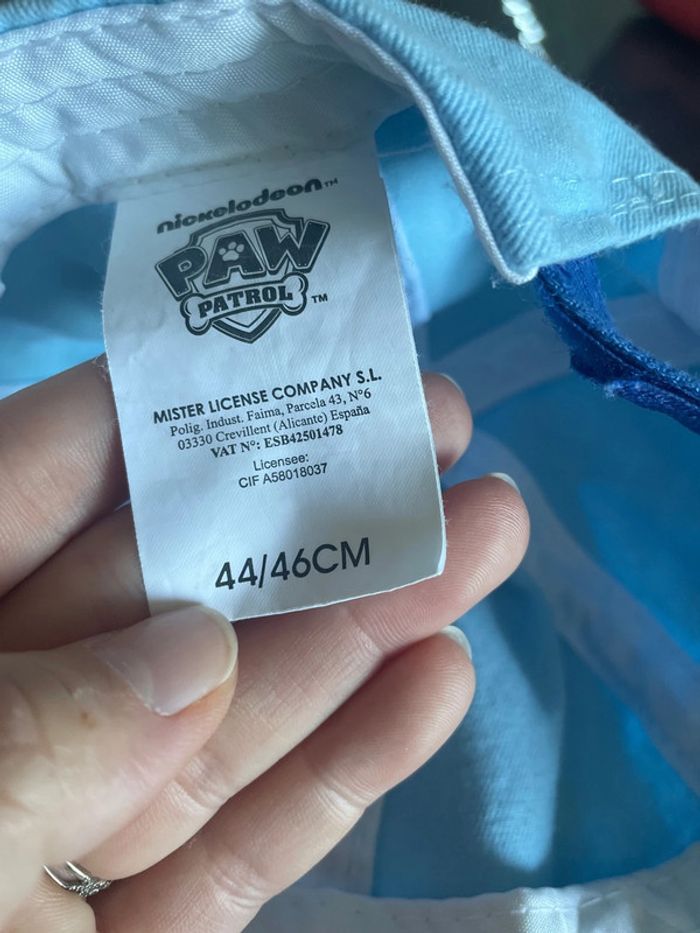 nickelodeon™
PAW
PATROL™
MISTER LICENSE COMPANY S.L.
Polig. Indust. Faima, Parcela 43, Nº6
03330 Crevillent (Alicante) España
VAT Nº: ESB42501478
Licensee:
CIF A58018037
44/46CM